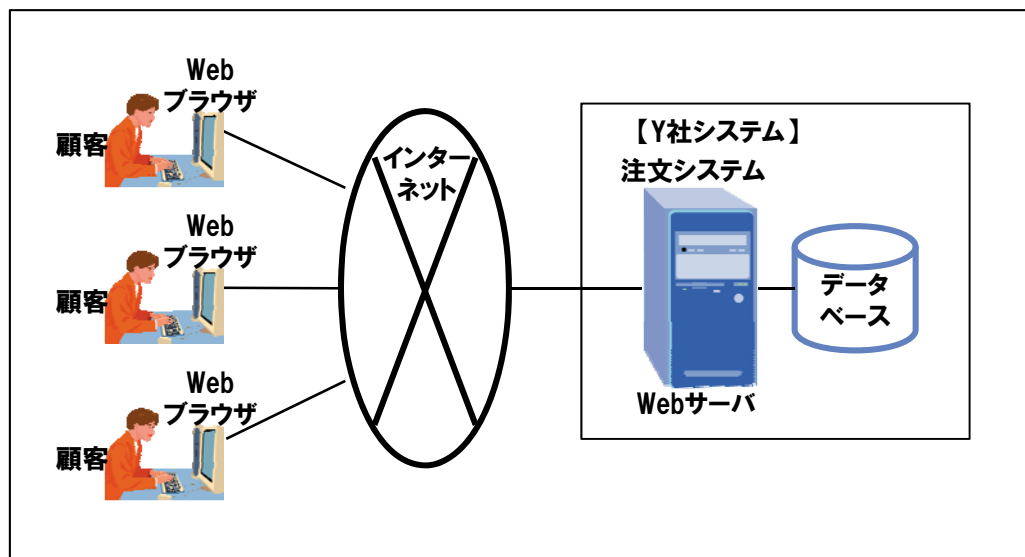 Web
ブラウザ
顧客
Web
ブラウザ
顧客
Web
ブラウザ
顧客
インター
ネット
【Y社システム】
注文システム
Webサーバ
データ
ベース